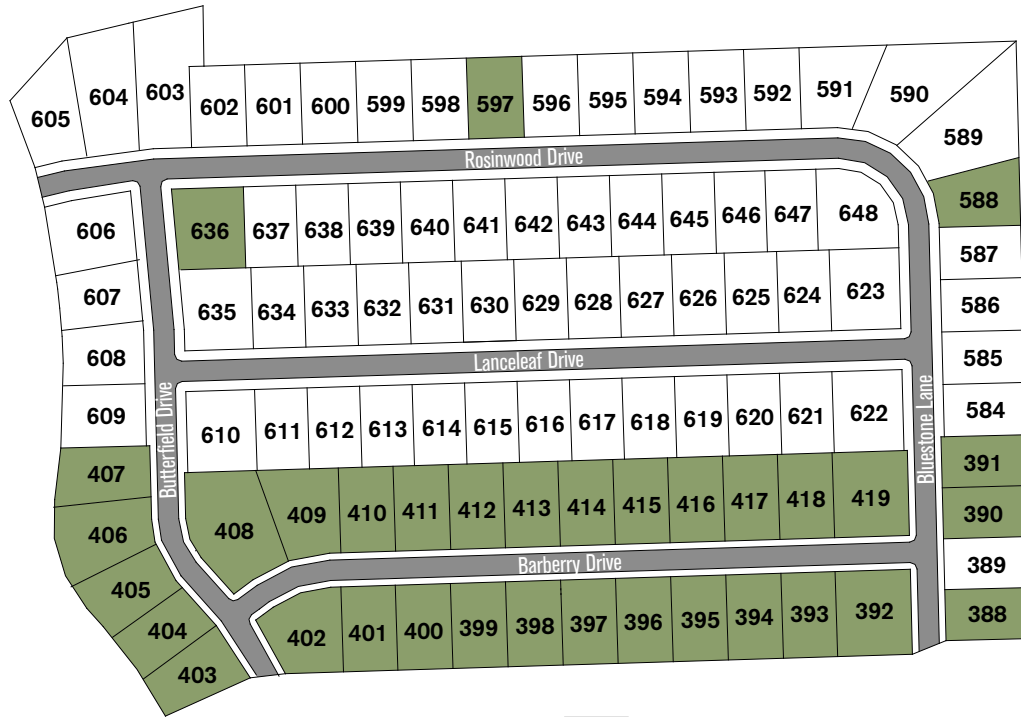 605 604 603 602 601 600 599 598 597 596 595 594 593 592 591 590 589
Rosinwood Drive
588
606 636 637 638 639 640 641 642 643 644 645 646 647 648
587
607 635 634 633 632 631 630 629 628 627 626 625 624 623 586
608 Lanceleaf Drive 585
609 610 611 612 613 614 615 616 617 618 619 620 621 622 584
Butterfield Drive
Bluestone Lane
407 391
406 408 409 410 411 412 413 414 415 416 417 418 419 390
Barberry Drive 389
405
404 402 401 400 399 398 397 396 395 394 393 392 388
403